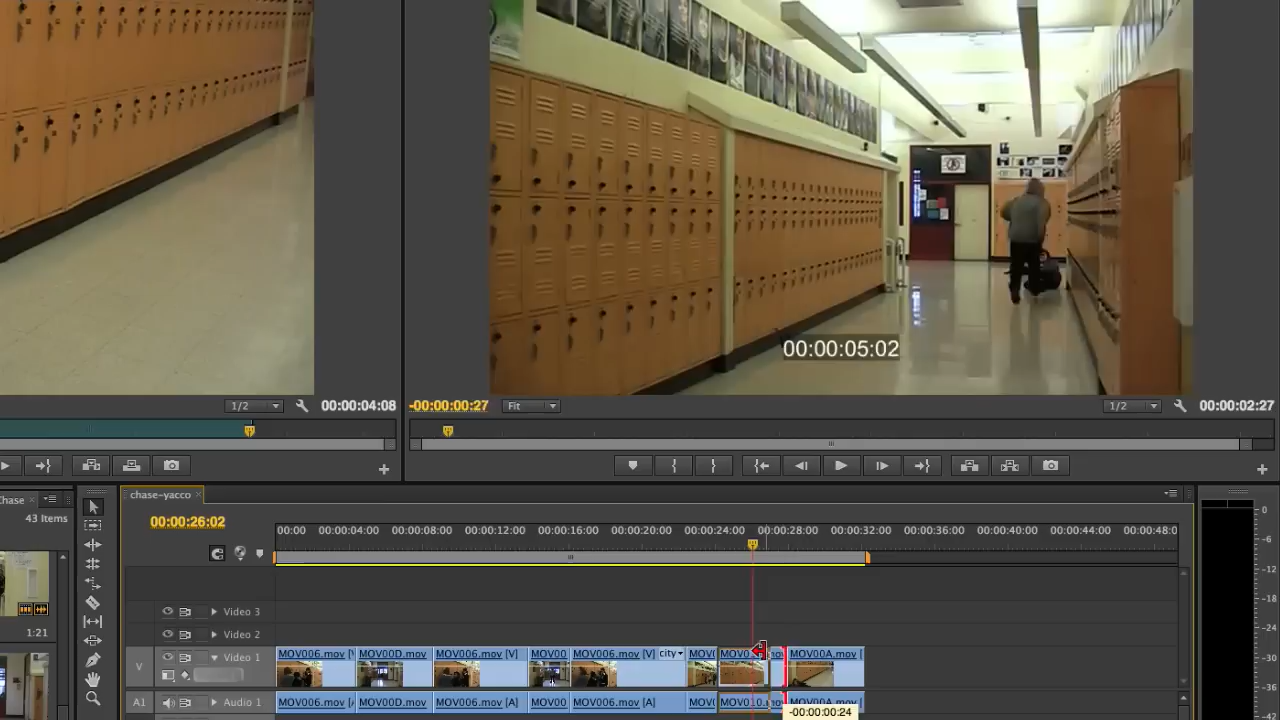 00:00:05:02
1/2
00:00:04:08
-00:00:00:27
Fit
1/2
00:00:02:27
Chase
43 Items
chase-yacco
00:00:26:02
00:00
00:00:04:00
00:00:08:00
00:00:12:00
00:00:16:00
00:00:20:00
00:00:24:00
00:00:28:00
00:00:32:00
00:00:36:00
00:00:40:00
00:00:44:00
00:00:48:0
1:21
Video 3
Video 2
V
Video 1
MOV006.mov [V
MOV00D.mov
MOV006.mov [V]
MOV00
MOV006.mov [V]
city
MOV0
MOV0
MOV00A.mov [
A1
Audio 1
MOV006.mov [A
MOV00D.mov
MOV006.mov [A]
MOV00
MOV006.mov [A]
MOV0
MOV010.mov
MOV00A.mov [
-00:00:00:24
0
-6
-12
-18
-24
-30
-36
-42